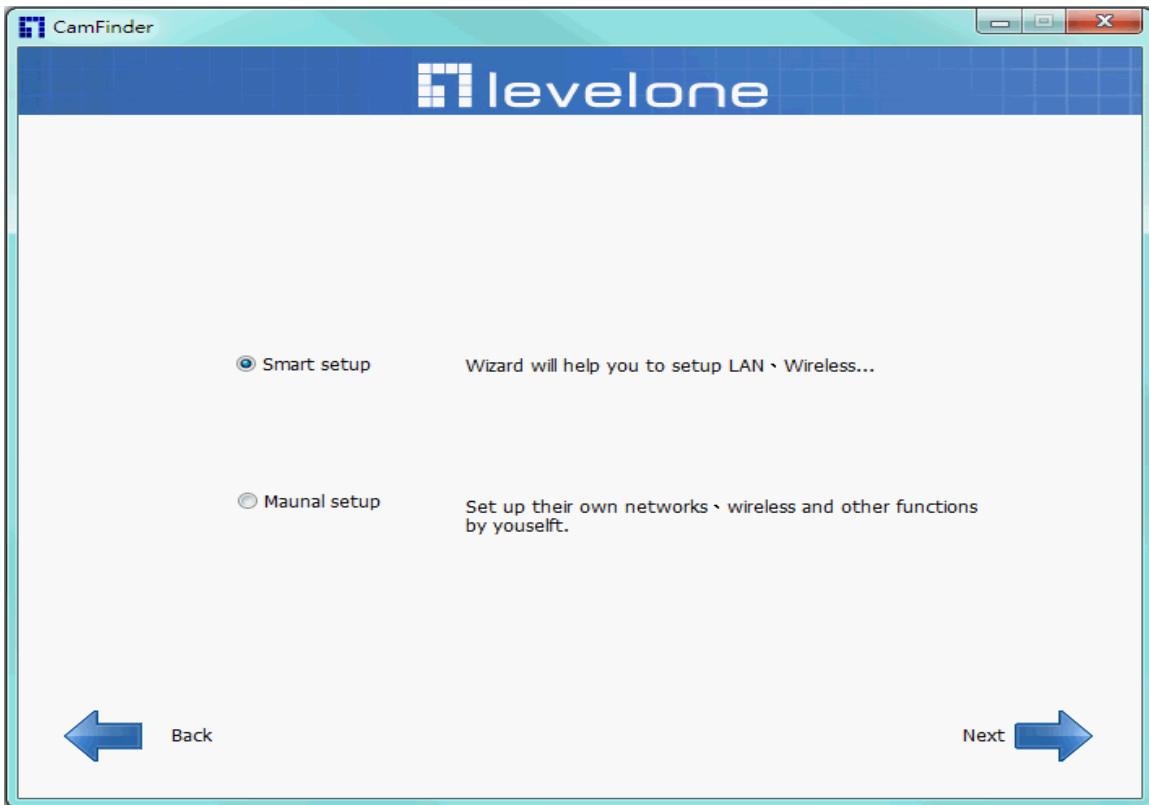 CamFinder
levelone
Smart setup
Wizard will help you to setup LAN、Wireless...
Maunal setup
Set up their own networks、wireless and other functions
by youselft.
Back
Next